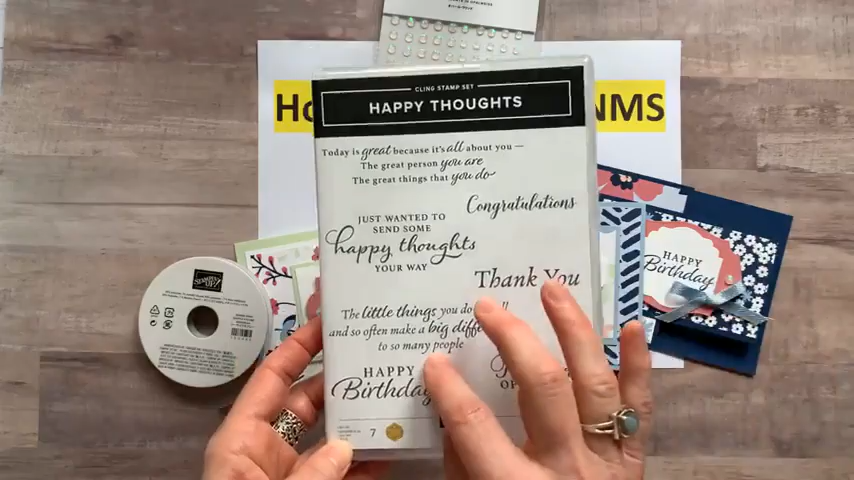 Ho
NMS
CLING STAMP SET
HAPPY THOUGHTS
Today is great because it's all about you —
The great person you are
The great things that you do
Congratulations
JUST WANTED TO
SEND SOME
happy thoughts
YOUR WAY
Thank You
The little things you do
and so often make a big
to so many people
HAPPY
Birthday
7
STAMPIN' UP!
HAPPY
Birthday